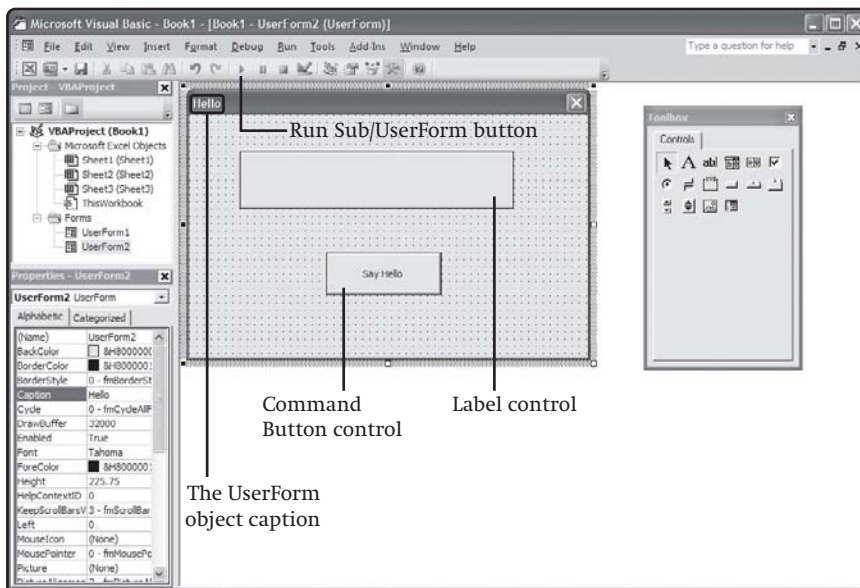 Microsoft Visual Basic - Book1 - [Book1 - UserForm2 (UserForm)]
File Edit View Insert Format Debug Run Tools Add-Ins Window Help
Type a question for help
Project - VBAProject
VBAProject (Book1)
Microsoft Excel Objects
Sheet1 (Sheet1)
Sheet2 (Sheet2)
Sheet3 (Sheet3)
ThisWorkbook
Forms
UserForm1
UserForm2
Properties - UserForm2
UserForm2 UserForm
Alphabetic Categorized
(Name) UserForm2
BackColor &H8000000
BorderColor
BorderStyle 0 - fmBorderSt
Caption Hello
Cycle 0 - fmCycleAllF
DrawBuffer 32000
Enabled True
Font Tahoma
ForeColor
Height 225.75
HelpContextID 0
KeepScrollBarsV 3 - fmScrollBar
Left 0
MouseIcon (None)
MousePointer 0 - fmMousePo
Picture (None)
Hello
Run Sub/UserForm button
Say Hello
Command
Button control
Label control
The UserForm
object caption
Toolbox
Controls
A
ab